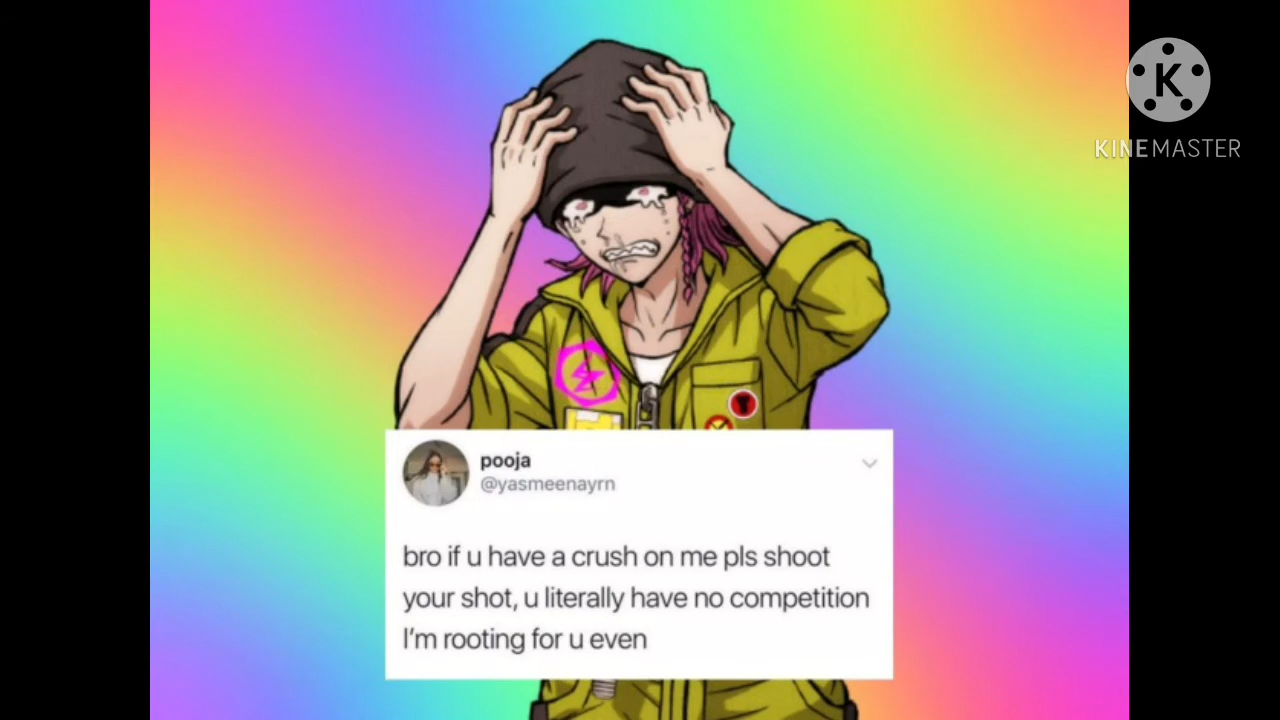 K
KINEMASTER
pooja
@yasmeenayrn
bro if u have a crush on me pls shoot
your shot, u literally have no competition
I'm rooting for u even